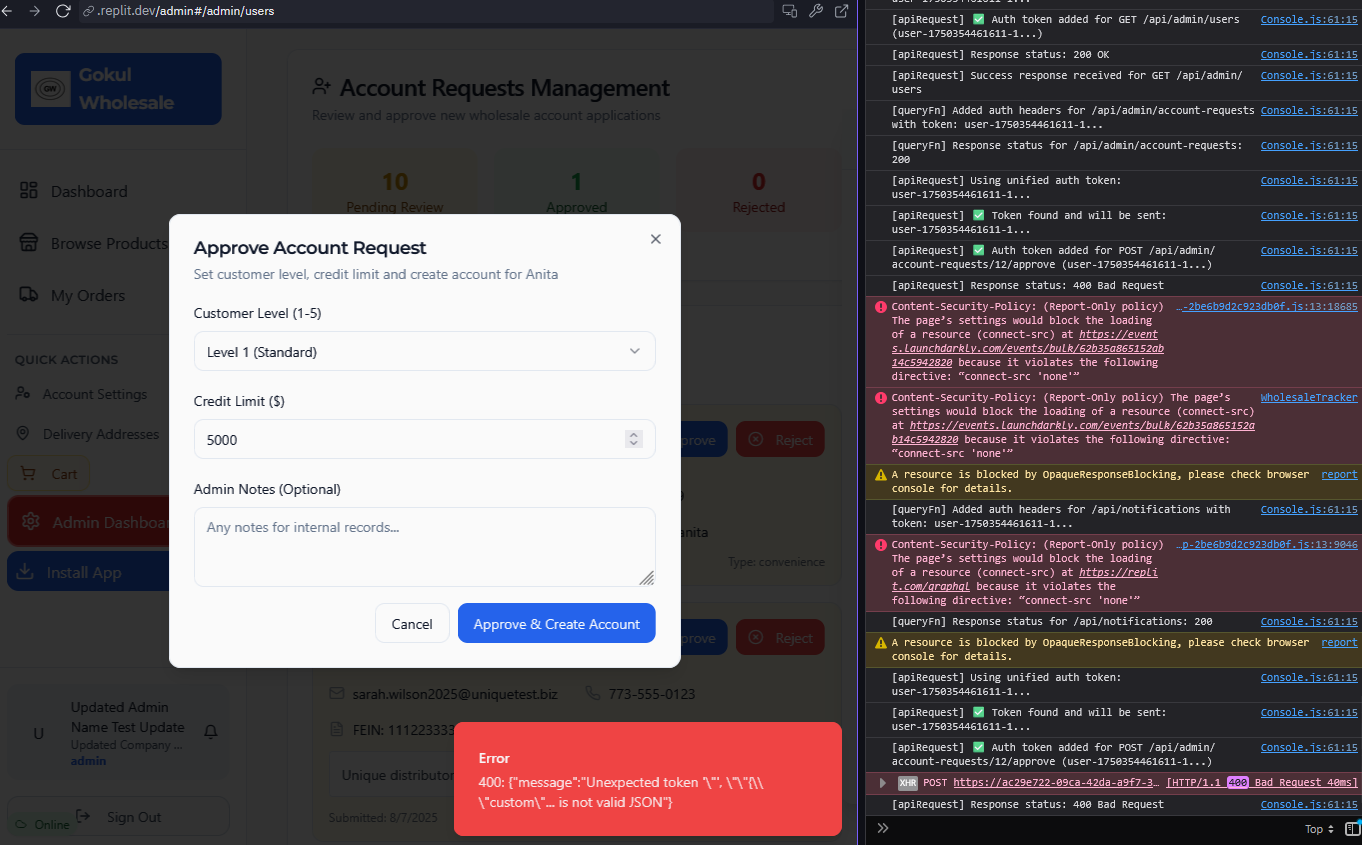 .replit.dev/admin#/admin/users
Gokul
Wholesale
GW
Dashboard
Browse Products
My Orders
QUICK ACTIONS
Account Settings
Delivery Addresses
Cart
Admin Dashboar
Install App
U
Updated Admin
Name Test Update
Updated Company ...
admin
Online
Sign Out
Account Requests Management
Review and approve new wholesale account applications
10
Pending Review
1
Approved
0
Rejected
Approve Account Request
Set customer level, credit limit and create account for Anita
Customer Level (1-5)
Level 1 (Standard)
Credit Limit ($)
5000
Admin Notes (Optional)
Any notes for internal records...
Cancel
Approve & Create Account
prove
Reject
anita
Type: convenience
prove
Reject
sarah.wilson2025@uniquetest.biz
773-555-0123
FEIN: 111223333
Unique distributor
Submitted: 8/7/2025
Error
400: {"message":"Unexpected token '\"', \"\"{\\
\"custom\"... is not valid JSON"}
[apiRequest] ✅ Auth token added for GET /api/admin/users Console.js:61:15
(user-1750354461611-1...)
[apiRequest] Response status: 200 OK Console.js:61:15
[apiRequest] Success response received for GET /api/admin/ Console.js:61:15
users
[queryFn] Added auth headers for /api/admin/account-requests Console.js:61:15
with token: user-1750354461611-1...
[queryFn] Response status for /api/admin/account-requests: Console.js:61:15
200
[apiRequest] Using unified auth token: Console.js:61:15
user-1750354461611-1...
[apiRequest] ✅ Token found and will be sent: Console.js:61:15
user-1750354461611-1...
[apiRequest] ✅ Auth token added for POST /api/admin/ Console.js:61:15
account-requests/12/approve (user-1750354461611-1...)
[apiRequest] Response status: 400 Bad Request Console.js:61:15
Content-Security-Policy: (Report-Only policy) …-2be6b9d2c923db0f.js:13:18685
The page’s settings would block the loading
of a resource (connect-src) at https://event
s.launchdarkly.com/events/bulk/62b35a865152ab
14c5942820 because it violates the following
directive: “connect-src 'none'”
Content-Security-Policy: (Report-Only policy) The page’s WholesaleTracker
settings would block the loading of a resource (connect-src)
at https://events.launchdarkly.com/events/bulk/62b35a865152a
b14c5942820 because it violates the following directive:
“connect-src 'none'”
A resource is blocked by OpaqueResponseBlocking, please check browser report
console for details.
[queryFn] Added auth headers for /api/notifications with Console.js:61:15
token: user-1750354461611-1...
Content-Security-Policy: (Report-Only policy) …p-2be6b9d2c923db0f.js:13:9046
The page’s settings would block the loading
of a resource (connect-src) at https://repli
t.com/graphql because it violates the
following directive: “connect-src 'none'”
[queryFn] Response status for /api/notifications: 200 Console.js:61:15
A resource is blocked by OpaqueResponseBlocking, please check browser report
console for details.
[apiRequest] Using unified auth token: Console.js:61:15
user-1750354461611-1...
[apiRequest] ✅ Token found and will be sent: Console.js:61:15
user-1750354461611-1...
[apiRequest] ✅ Auth token added for POST /api/admin/ Console.js:61:15
account-requests/12/approve (user-1750354461611-1...)
XHR POST https://ac29e722-09ca-42da-a9f7-3… [HTTP/1.1 400 Bad Request 40ms]
[apiRequest] Response status: 400 Bad Request Console.js:61:15
Top